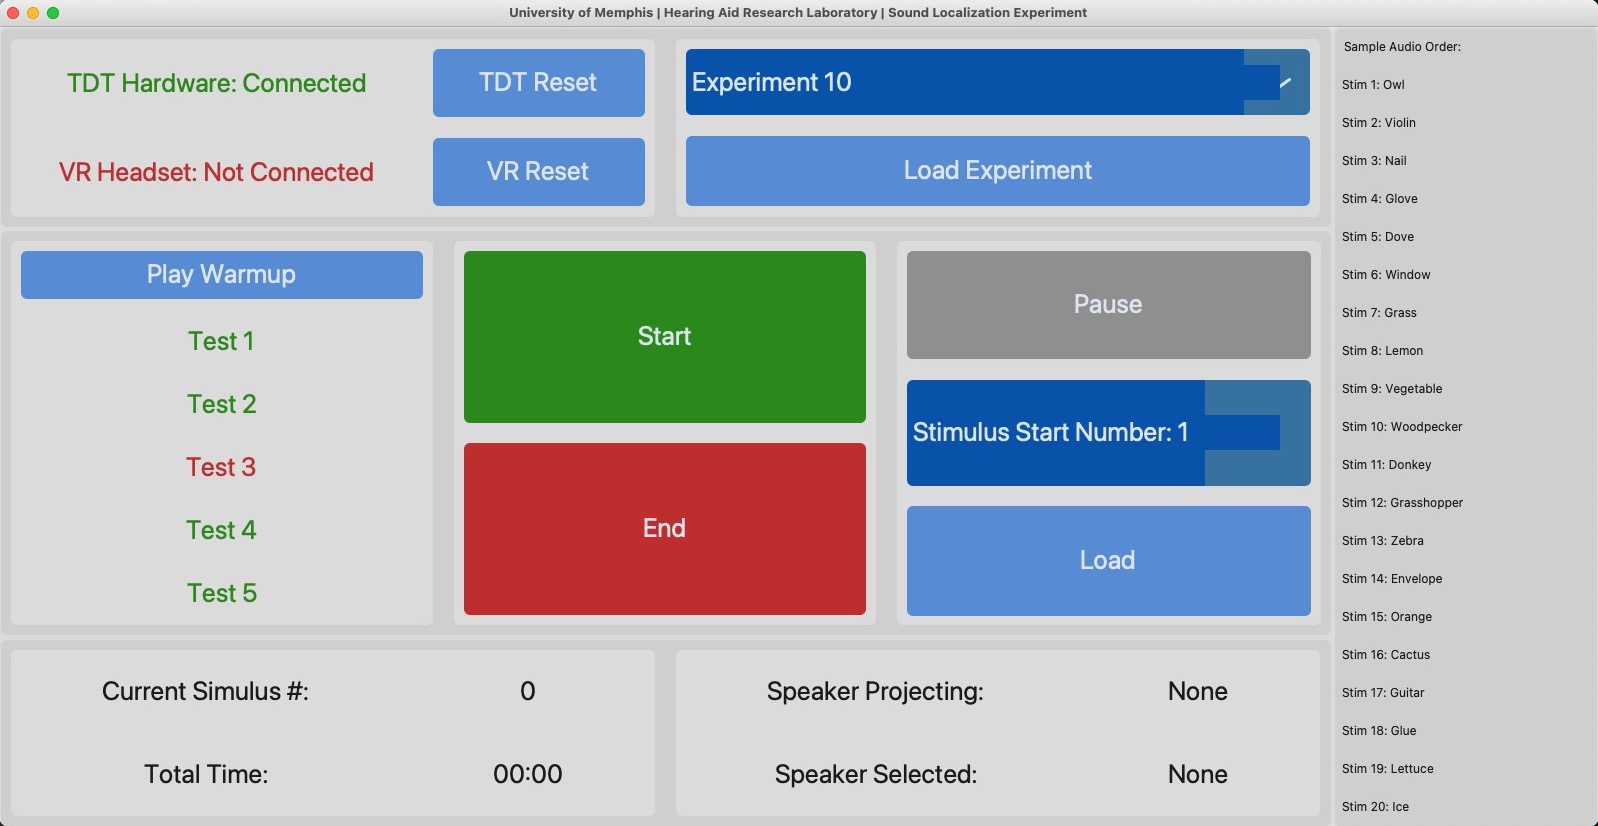 University of Memphis | Hearing Aid Research Laboratory | Sound Localization Experiment
TDT Hardware: Connected
TDT Reset
VR Headset: Not Connected
VR Reset
Experiment 10
Load Experiment
Play Warmup
Test 1
Test 2
Test 3
Test 4
Test 5
Start
End
Pause
Stimulus Start Number: 1
Load
Current Simulus #:
0
Total Time:
00:00
Speaker Projecting:
None
Speaker Selected:
None
Sample Audio Order:
Stim 1: Owl
Stim 2: Violin
Stim 3: Nail
Stim 4: Glove
Stim 5: Dove
Stim 6: Window
Stim 7: Grass
Stim 8: Lemon
Stim 9: Vegetable
Stim 10: Woodpecker
Stim 11: Donkey
Stim 12: Grasshopper
Stim 13: Zebra
Stim 14: Envelope
Stim 15: Orange
Stim 16: Cactus
Stim 17: Guitar
Stim 18: Glue
Stim 19: Lettuce
Stim 20: Ice